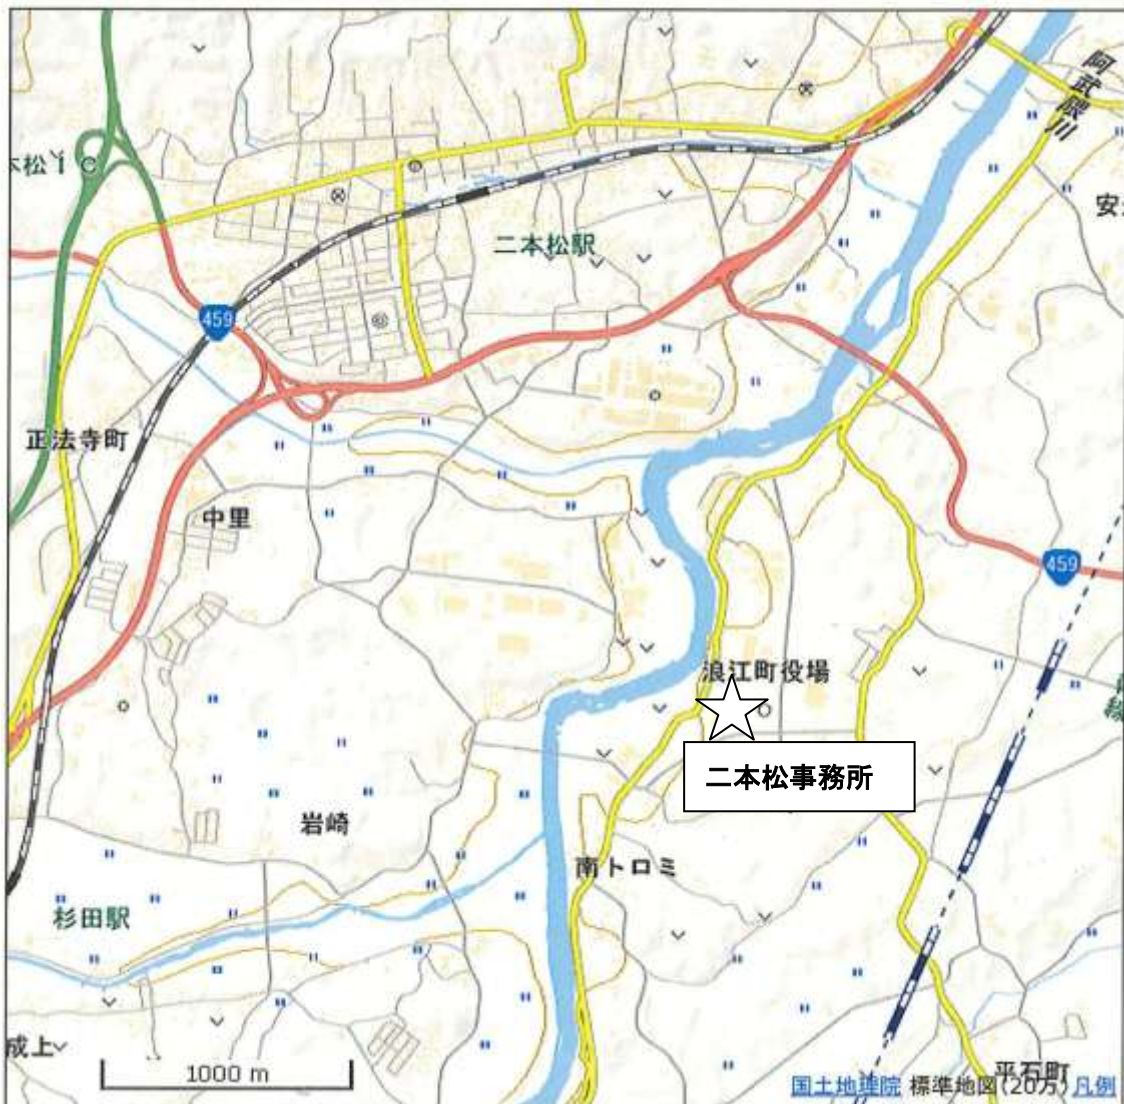 阿武隈川
本松IC
安
二本松駅
459
正法寺町
中里
459
浪江町役場
二本松事務所
岩崎
南トロミ
杉田駅
成上
1000 m
平石町
国土地理院 標準地図(20万) 凡例